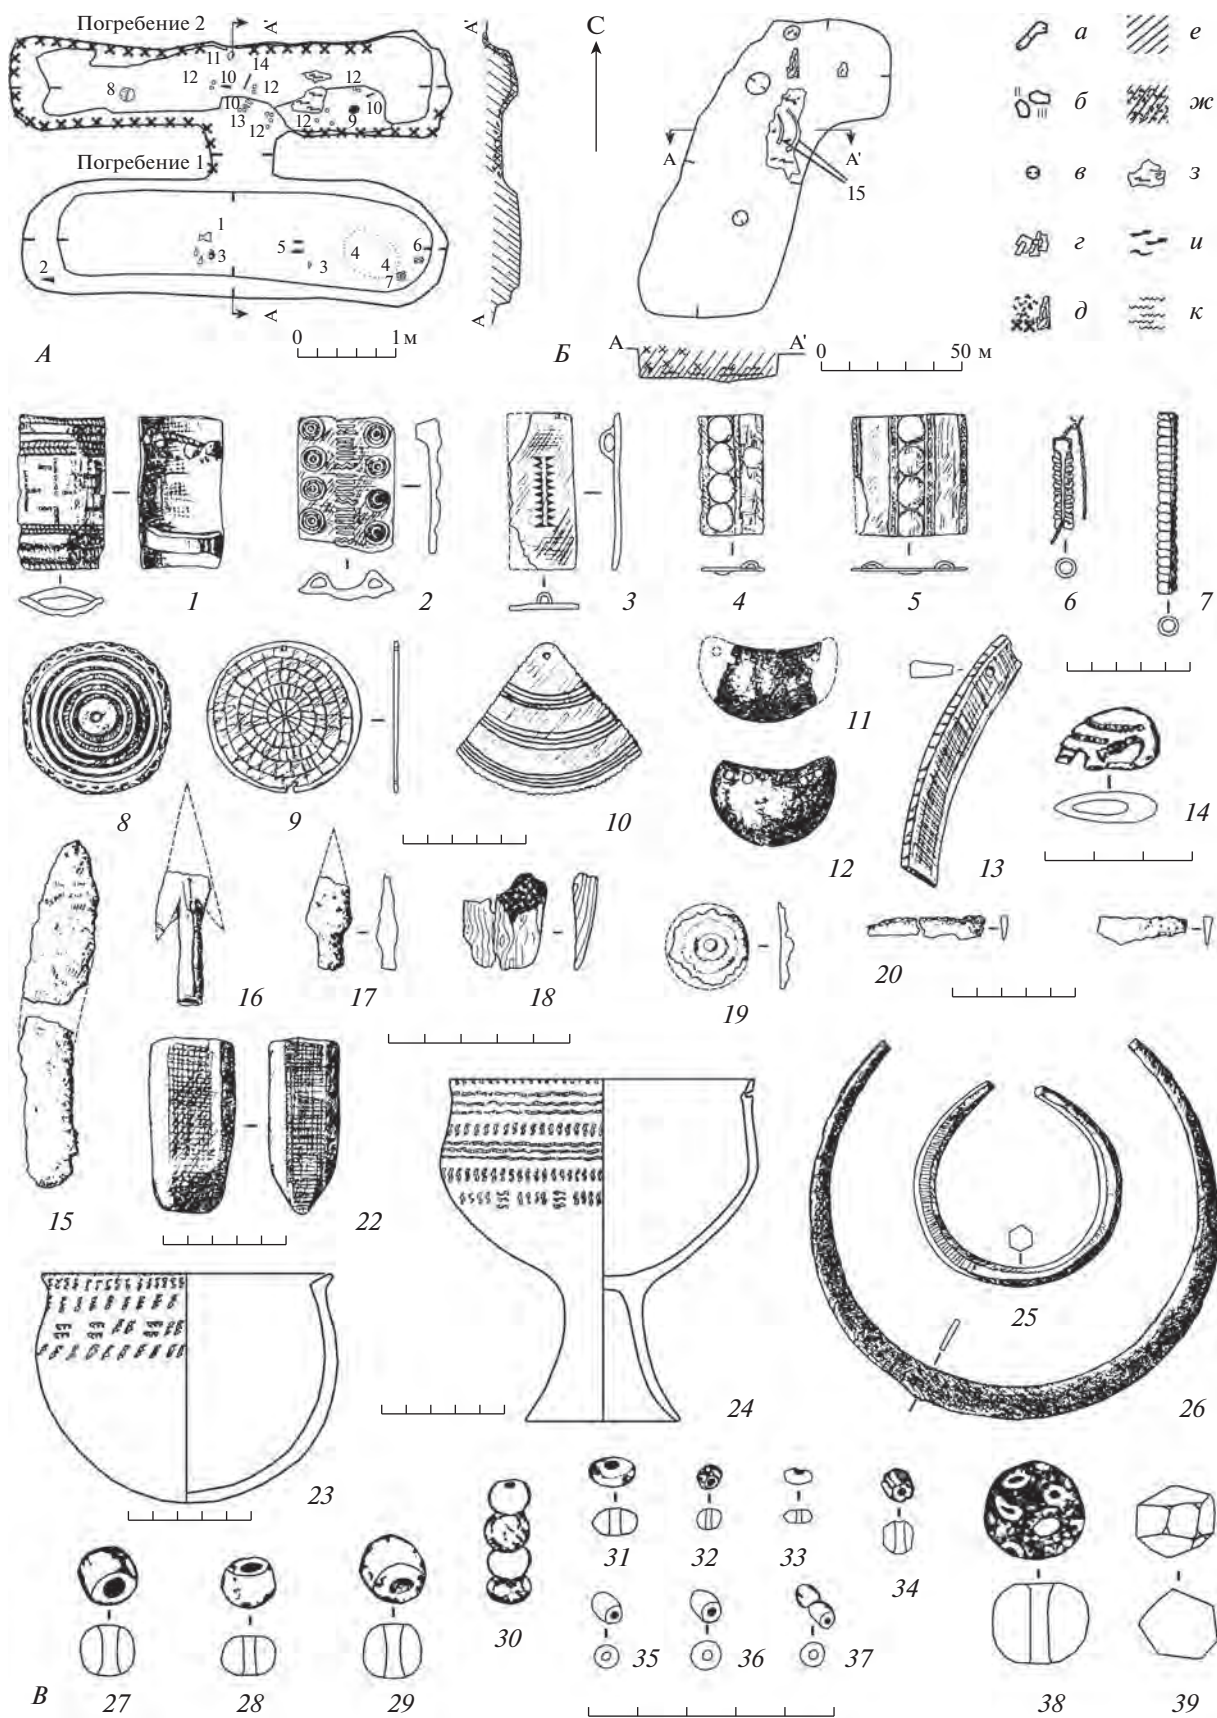 Погребение 2
А'
11
14
12
10
12
12
8
10
10
13
12
12
9
Погребение 1
1
3
5
3
4
4
6
7
2
А
0 1 м
А
А'
А
С
А
А'
15
А А'
0 50 м
Б
а е
б ж
в з
г и
д к
1 2 3 4 5 6 7
8 9 10 11 12 13 14
15 16 17 18 19 20
22
23 24 25 26
27 28 29 30 31 32 33 34
35 36 37 38 39
В